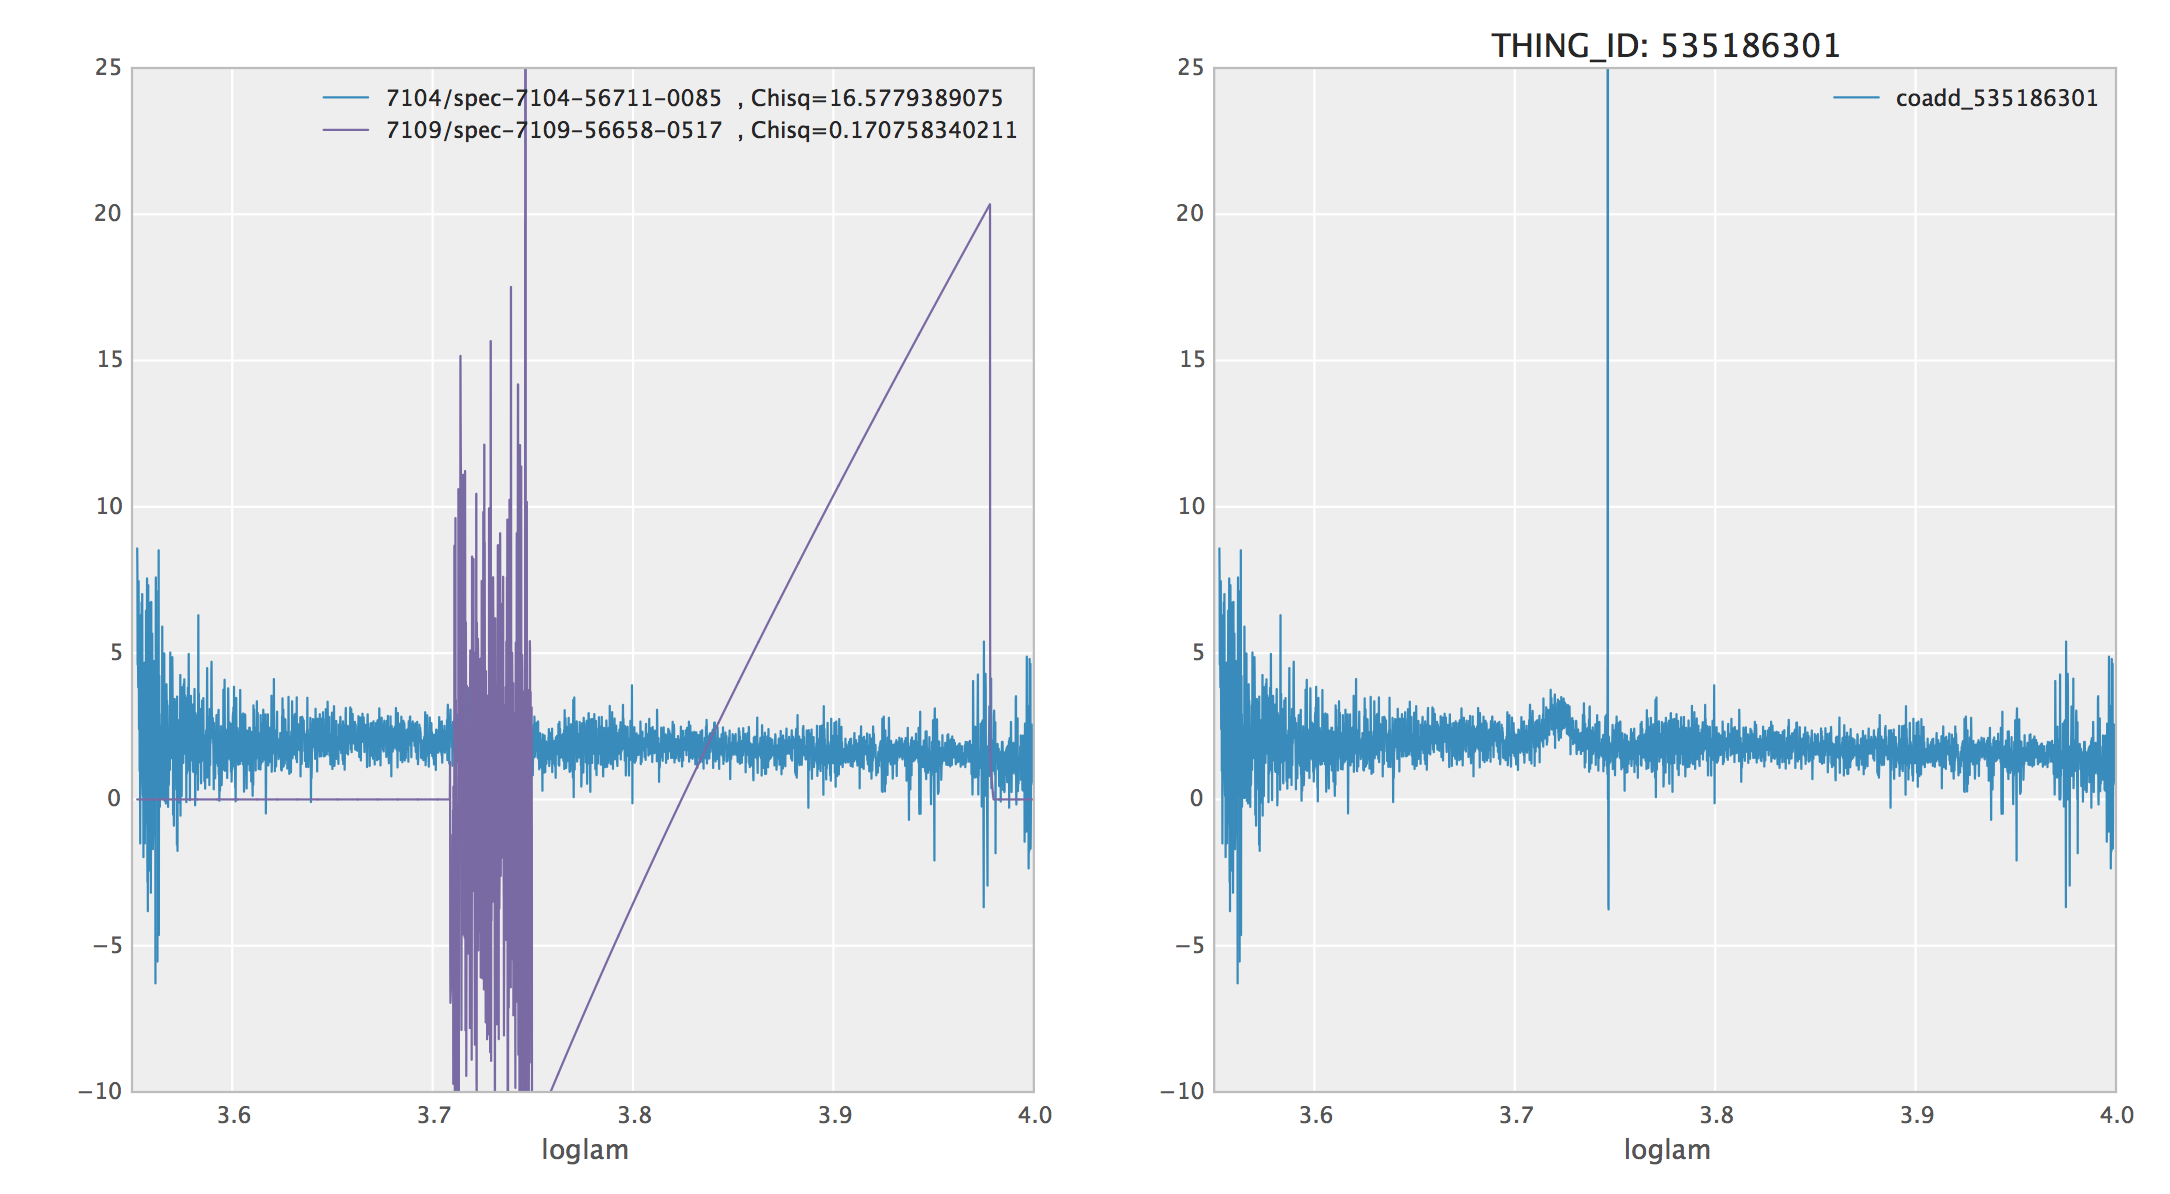 25
20
15
10
5
0
−5
−10
3.6 3.7 3.8 3.9 4.0
loglam
7104/spec-7104-56711-0085 , Chisq=16.5779389075
7109/spec-7109-56658-0517 , Chisq=0.170758340211
THING_ID: 535186301
25
20
15
10
5
0
−5
−10
3.6 3.7 3.8 3.9 4.0
loglam
coadd_535186301